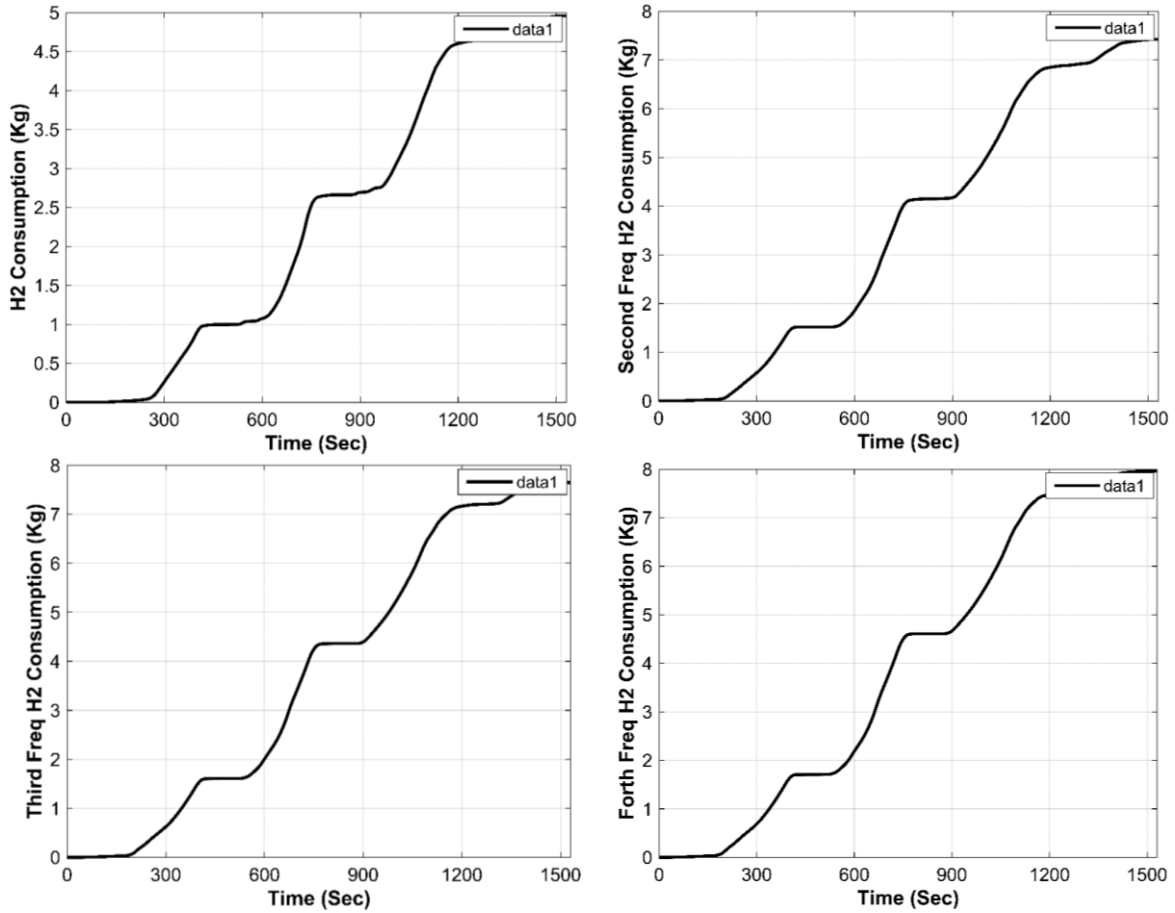 5
4.5
4
3.5
3
2.5
2
1.5
1
0.5
0
H2 Consumption (Kg)
0 300 600 900 1200 1500
Time (Sec)
data1
8
7
6
5
4
3
2
1
0
Second Freq H2 Consumption (Kg)
0 300 600 900 1200 1500
Time (Sec)
data1
8
7
6
5
4
3
2
1
0
Third Freq H2 Consumption (Kg)
0 300 600 900 1200 1500
Time (Sec)
data1
8
7
6
5
4
3
2
1
0
Forth Freq H2 Consumption (Kg)
0 300 600 900 1200 1500
Time (Sec)
data1